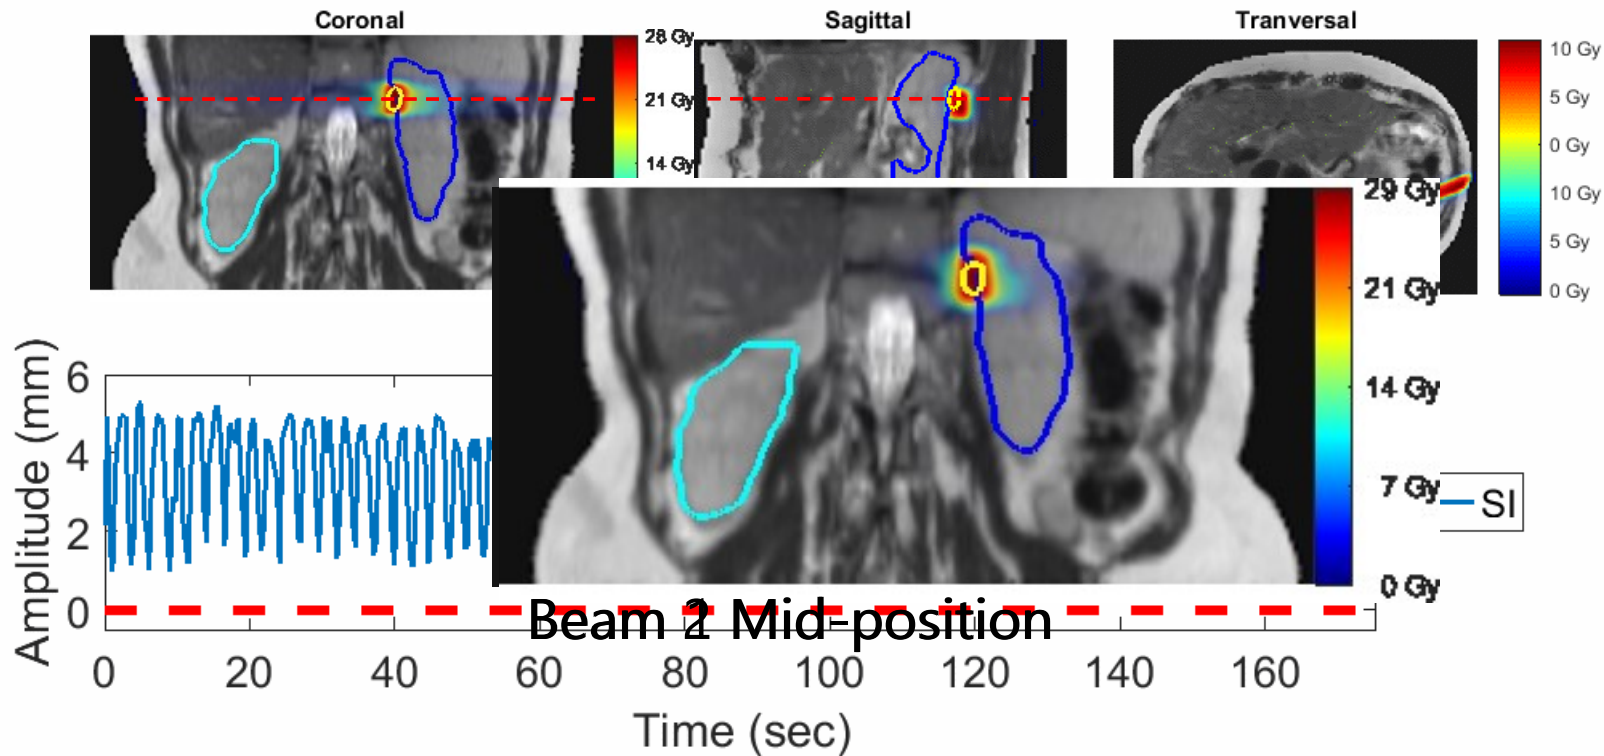 Coronal
Sagittal
Tranversal
28 Gy
21 Gy
14 Gy
10 Gy
5 Gy
0 Gy
10 Gy
5 Gy
0 Gy
29 Gy
21 Gy
14 Gy
7 Gy
0 Gy
Amplitude (mm)
6
4
2
0
SI
Beam Mid-position
0 20 40 60 80 100 120 140 160
Time (sec)